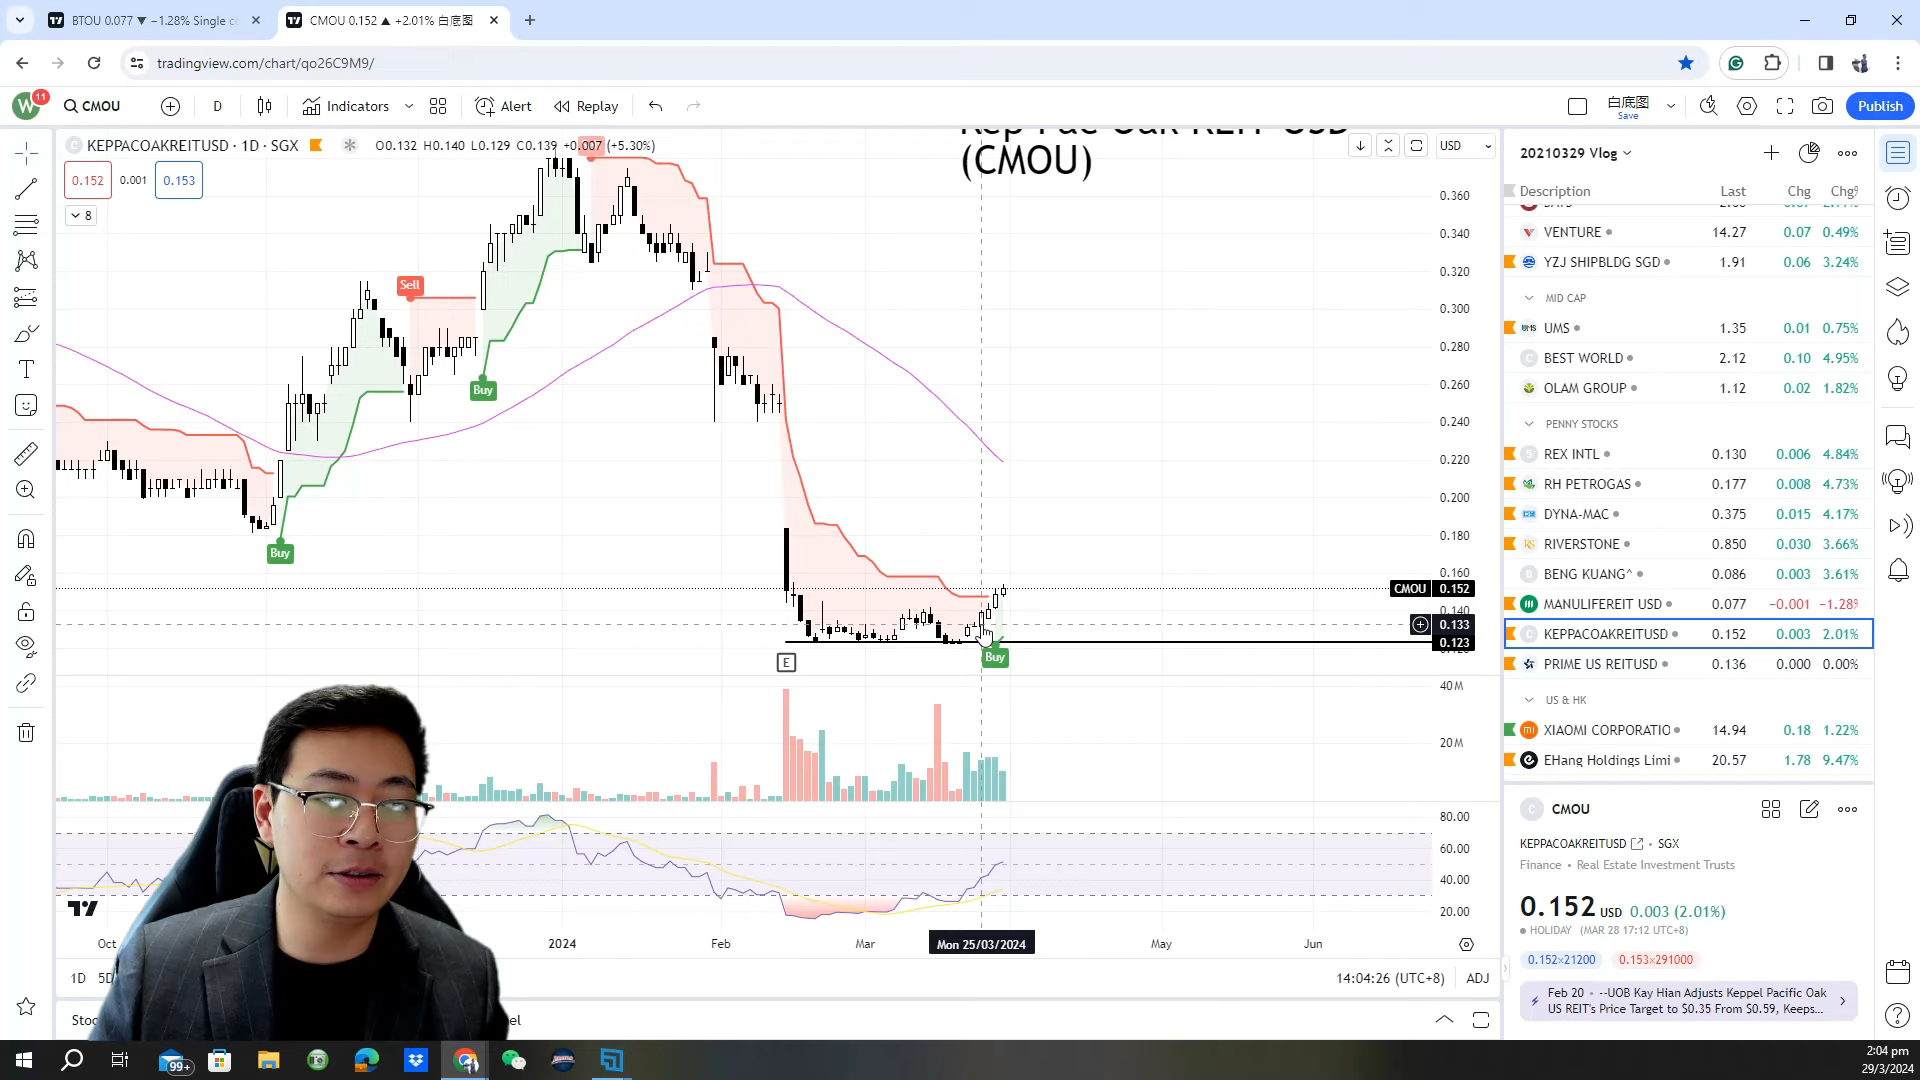 BTOU 0.077 ▼ −1.28% Single c
CMOU 0.152 ▲ +2.01% 白底图
tradingview.com/chart/qo26C9M9/
W
11
CMOU
D
Indicators
Alert
Replay
白底图
Save
Publish
Kep Pac Oak REIT USD
(CMOU)
KEPPACOAKREITUSD · 1D · SGX
O0.132 H0.140 L0.129 C0.139 +0.007 (+5.30%)
USD
0.152
0.001
0.153
8
Sell
Buy
Buy
Buy
E
0.360
0.340
0.320
0.300
0.280
0.260
0.240
0.220
0.200
0.180
0.160
CMOU 0.152
0.140
0.133
0.123
40 M
20 M
80.00
60.00
40.00
20.00
Oct
2024
Feb
Mar
Mon 25/03/2024
May
Jun
1D
14:04:26 (UTC+8)
ADJ
20210329 Vlog
Description
Last
Chg
Chg%
VENTURE 14.27 0.07 0.49%
YZJ SHIPBLDG SGD 1.91 0.06 3.24%
MID CAP
UMS 1.35 0.01 0.75%
BEST WORLD 2.12 0.10 4.95%
OLAM GROUP 1.12 0.02 1.82%
PENNY STOCKS
REX INTL 0.130 0.006 4.84%
RH PETROGAS 0.177 0.008 4.73%
DYNA-MAC 0.375 0.015 4.17%
RIVERSTONE 0.850 0.030 3.66%
BENG KUANG^ 0.086 0.003 3.61%
MANULIFEREIT USD 0.077 −0.001 −1.28%
KEPPACOAKREITUSD 0.152 0.003 2.01%
PRIME US REITUSD 0.136 0.000 0.00%
US & HK
XIAOMI CORPORATIO 14.94 0.18 1.22%
EHang Holdings Limi 20.57 1.78 9.47%
CMOU
KEPPACOAKREITUSD · SGX
Finance • Real Estate Investment Trusts
0.152 USD 0.003 (2.01%)
HOLIDAY (MAR 28 17:12 UTC+8)
0.152×21200
0.153×291000
Feb 20 • --UOB Kay Hian Adjusts Keppel Pacific Oak
US REIT's Price Target to $0.35 From $0.59, Keeps...
99+
2:04 pm
29/3/2024